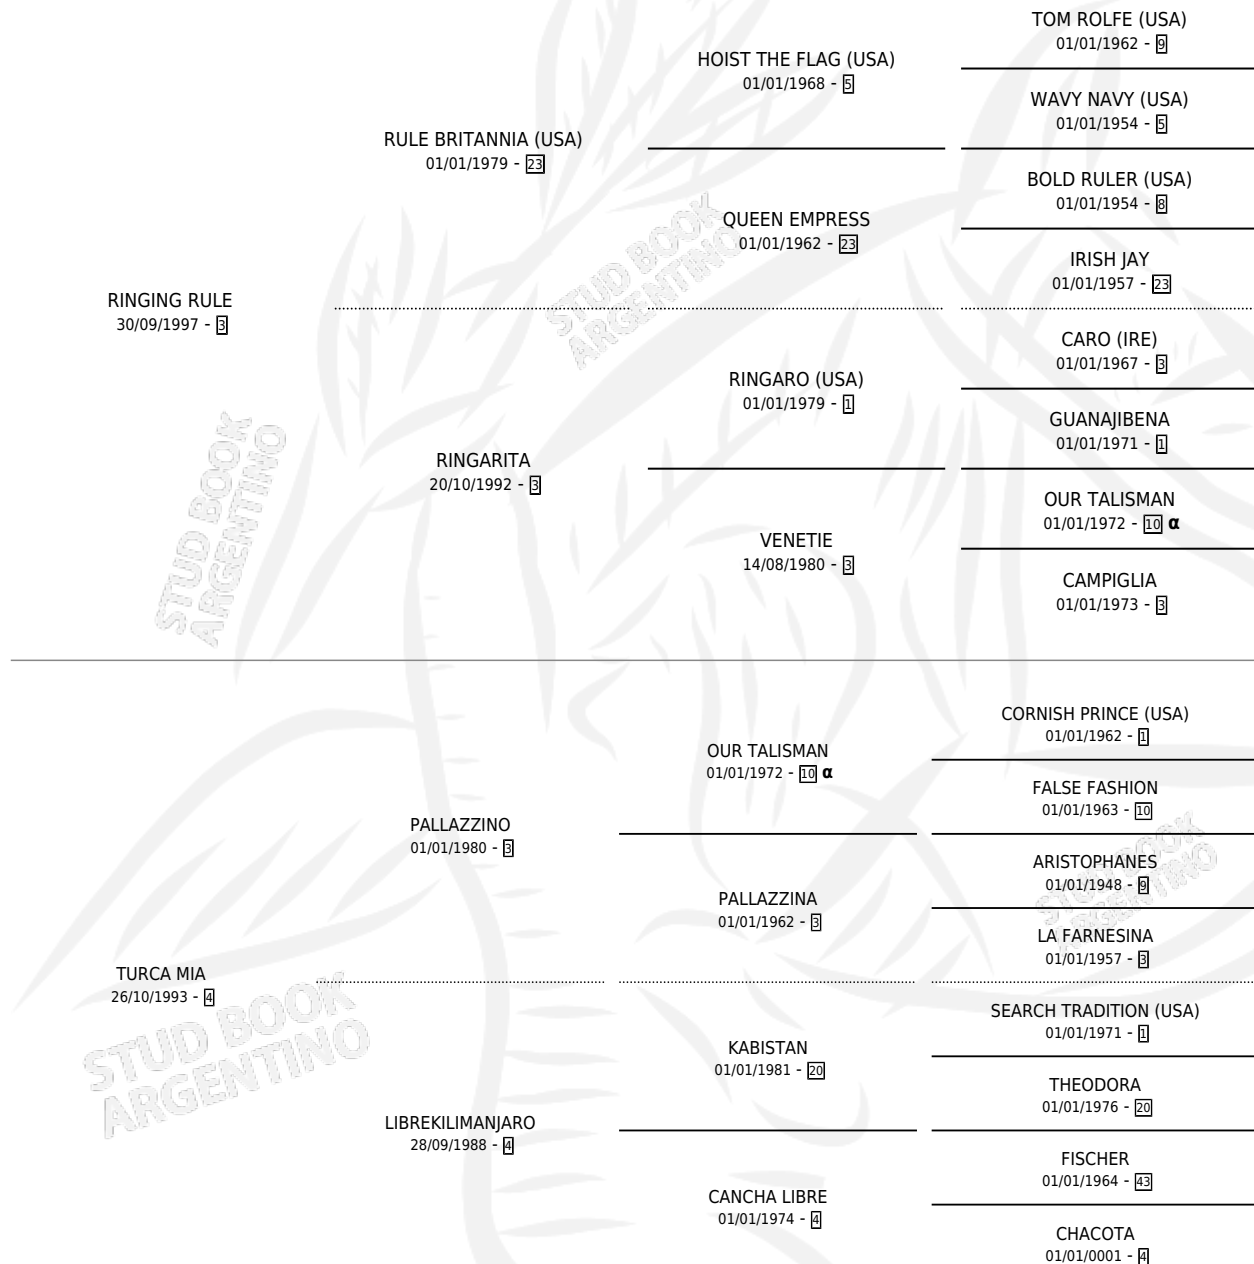 TOM ROLFE (USA)
01/01/1962 - 9
HOIST THE FLAG (USA)
01/01/1968 - 5
WAVY NAVY (USA)
01/01/1954 - 5
RULE BRITANNIA (USA)
01/01/1979 - 23
BOLD RULER (USA)
01/01/1954 - 8
QUEEN EMPRESS
01/01/1962 - 23
IRISH JAY
01/01/1957 - 23
RINGING RULE
30/09/1997 - 3
CARO (IRE)
01/01/1967 - 3
RINGARO (USA)
01/01/1979 - 1
GUANAJIBENA
01/01/1971 - 1
RINGARITA
20/10/1992 - 3
OUR TALISMAN
01/01/1972 - 10 α
VENETIE
14/08/1980 - 3
CAMPIGLIA
01/01/1973 - 3
CORNISH PRINCE (USA)
01/01/1962 - 1
OUR TALISMAN
01/01/1972 - 10 α
FALSE FASHION
01/01/1963 - 10
PALLAZZINO
01/01/1980 - 3
ARISTOPHANES
01/01/1948 - 9
PALLAZZINA
01/01/1962 - 3
LA FARNESINA
01/01/1957 - 3
TURCA MIA
26/10/1993 - 4
SEARCH TRADITION (USA)
01/01/1971 - 1
KABISTAN
01/01/1981 - 20
THEODORA
01/01/1976 - 20
LIBREKILIMANJARO
28/09/1988 - 4
FISCHER
01/01/1964 - 43
CANCHA LIBRE
01/01/1974 - 4
CHACOTA
01/01/0001 - 4
STUD BOOK
ARGENTINO
STUD BOOK
ARGENTINO
STUD BOOK
ARGENTINO
STUD BOOK
ARGENTINO